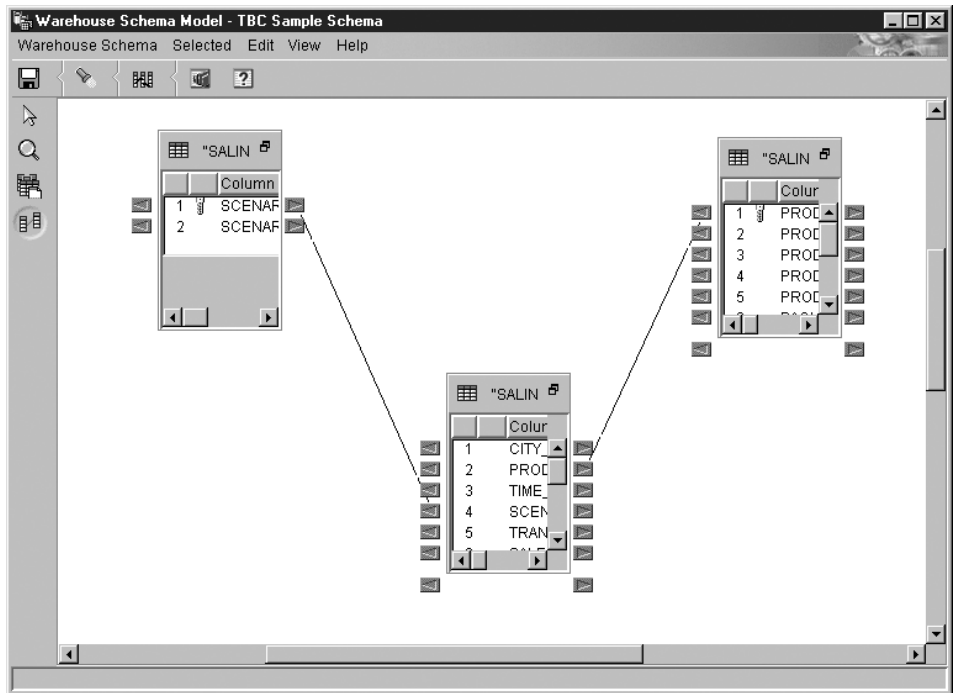 Warehouse Schema Model - TBC Sample Schema
Warehouse Schema Selected Edit View Help
?
"SALIN
Column
1 SCENAR
2 SCENAR
"SALIN
Colur
1 PROD
2 PROD
3 PROD
4 PROD
5 PROD
"SALIN
Colur
1 CITY_
2 PROD
3 TIME_
4 SCEN
5 TRAN